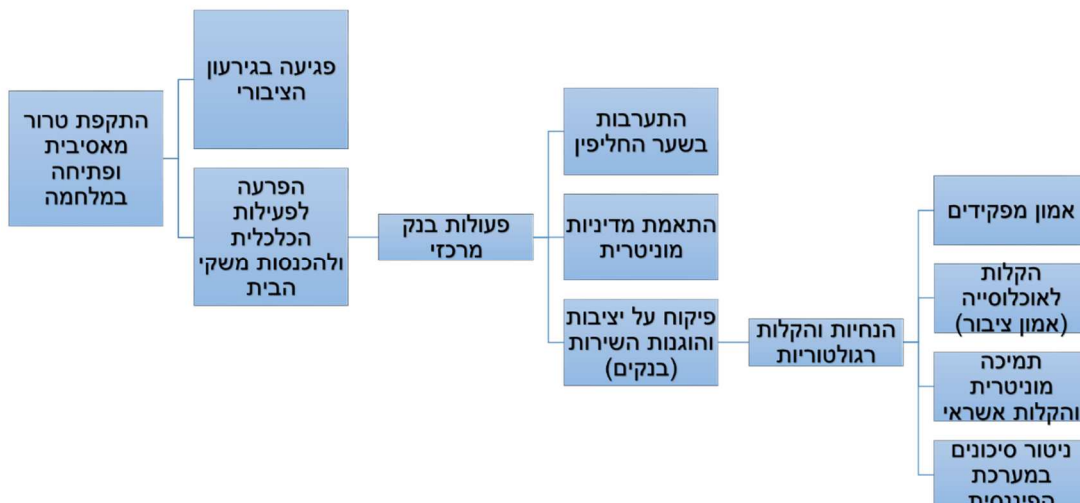 התקפת טרור
מאסיבית
ופתיחה
במלחמה
פגיעה בגירעון
הציבורי
הפרעה
לפעילות
הכלכלית
ולהכנסות משקי
הבית
פעולות בנק
מרכזי
התערבות
בשער החליפין
התאמת מדיניות
מוניטרית
פיקוח על יציבות
והוגנות השירות
(בנקים)
הנחיות והקלות
רגולטוריות
אמון מפקידים
הקלות
לאוכלוסייה
(אמון ציבור)
תמיכה
מוניטרית
והקלות אשראי
ניטור סיכונים
במערכת
הפיננסית